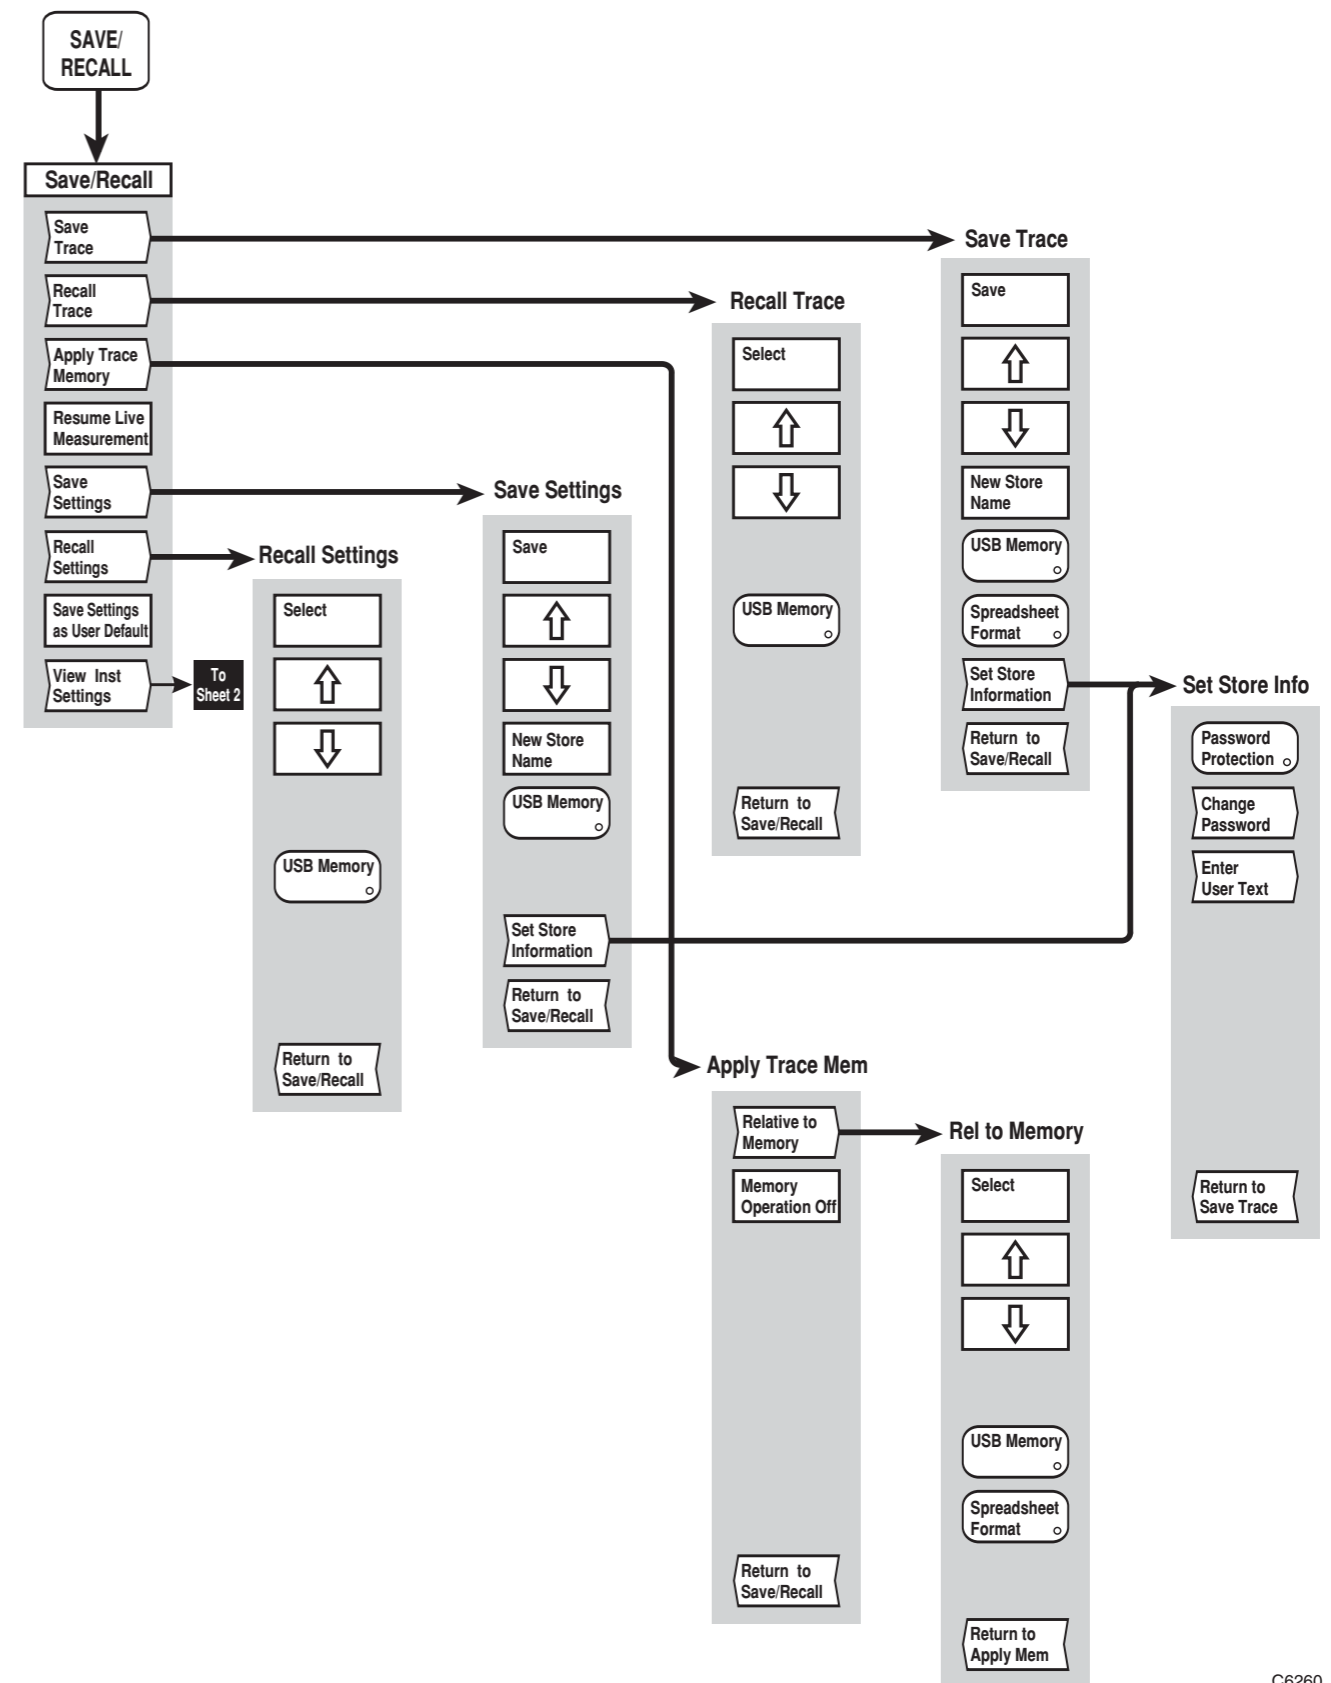 SAVE/
RECALL
Save/Recall
Save
Trace
Recall
Trace
Apply Trace
Memory
Resume Live
Measurement
Save
Settings
Recall
Settings
Save Settings
as User Default
View Inst
Settings
To
Sheet 2
Recall Settings
Select
USB Memory
Return to
Save/Recall
Save Settings
Save
New Store
Name
USB Memory
Set Store
Information
Return to
Save/Recall
Recall Trace
Select
USB Memory
Return to
Save/Recall
Save Trace
Save
New Store
Name
USB Memory
Spreadsheet
Format
Set Store
Information
Return to
Save/Recall
Set Store Info
Password
Protection
Change
Password
Enter
User Text
Return to
Save Trace
Apply Trace Mem
Relative to
Memory
Memory
Operation Off
Return to
Save/Recall
Rel to Memory
Select
USB Memory
Spreadsheet
Format
Return to
Apply Mem
C6260